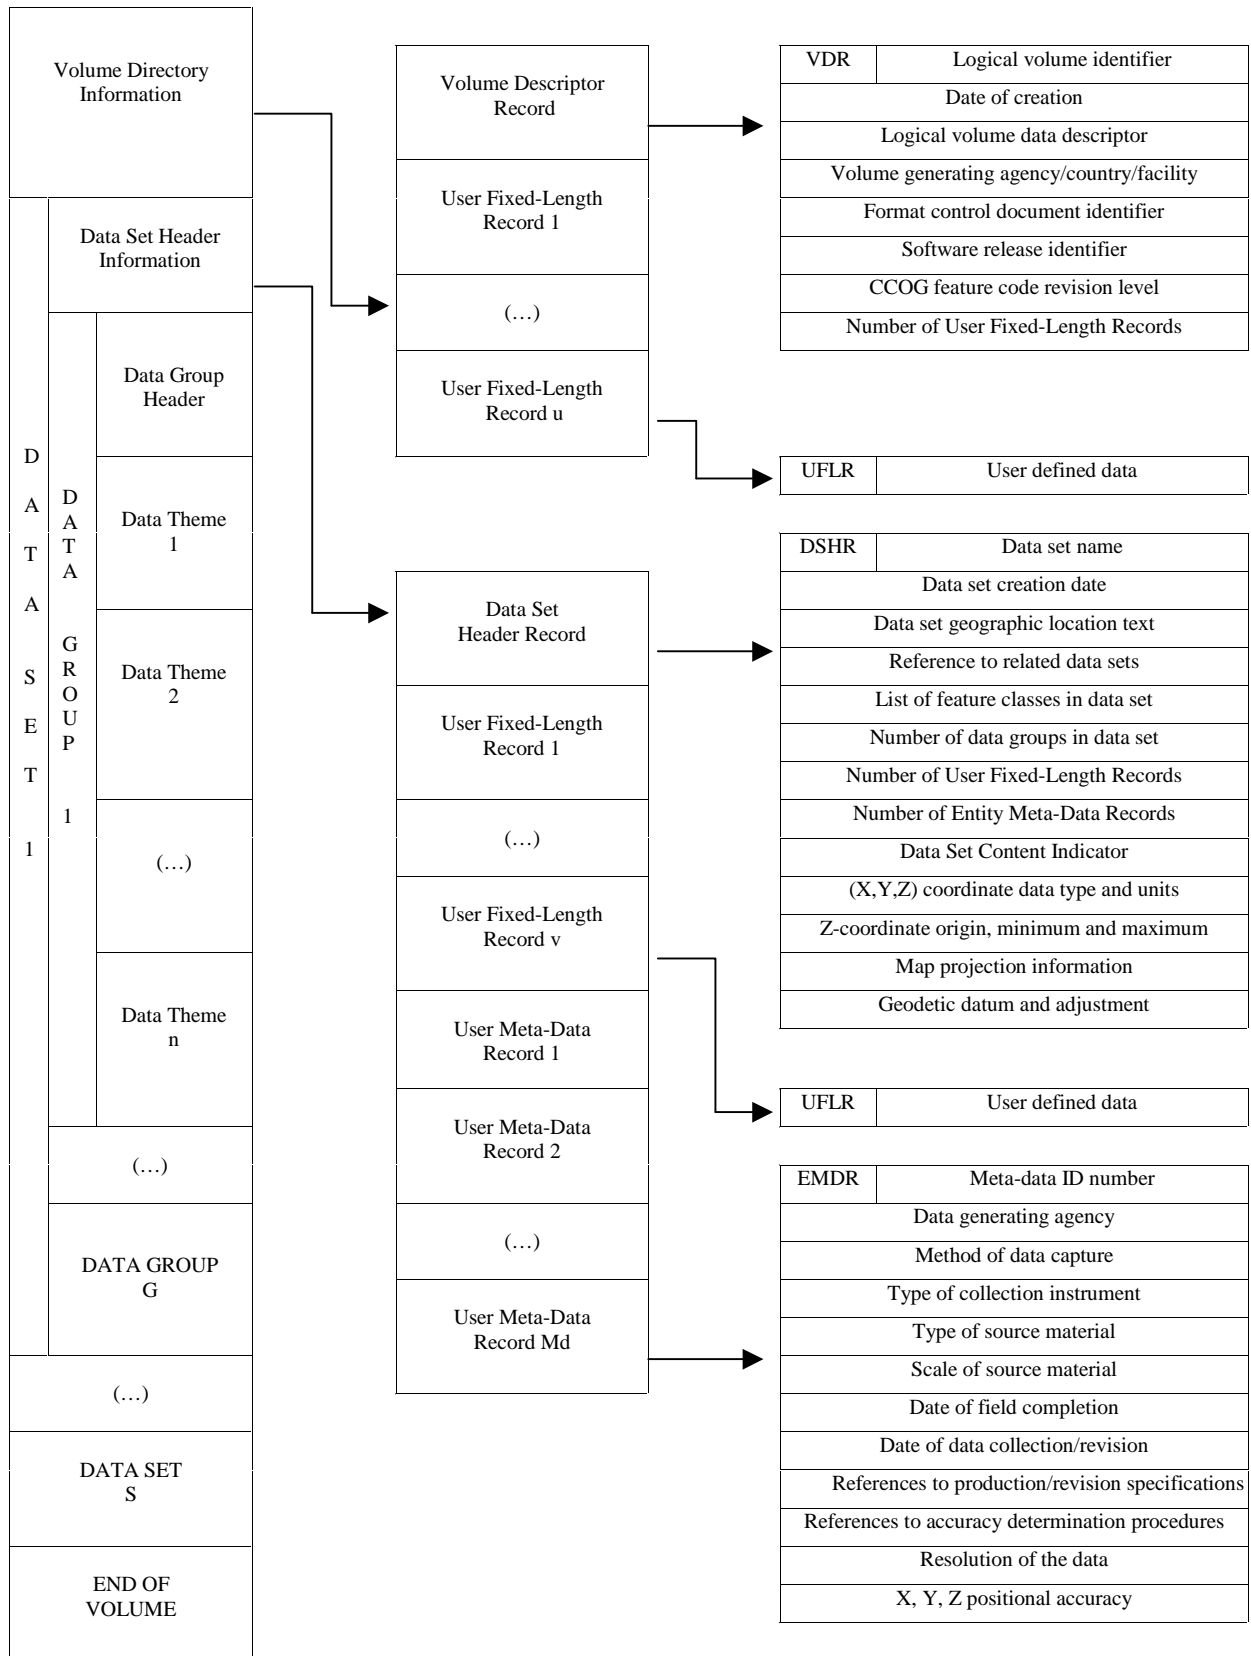 Volume Directory
Information
Data Set Header
Information
Data Group
Header
Data Theme
1
Data Theme
2
(…)
Data Theme
n
D
A
T
A
S
E
T
1
D
A
T
A
G
R
O
U
P
1
(…)
DATA GROUP
G
(…)
DATA SET
S
END OF
VOLUME
Volume Descriptor
Record
User Fixed-Length
Record 1
(…)
User Fixed-Length
Record u
Data Set
Header Record
User Fixed-Length
Record 1
(…)
User Fixed-Length
Record v
User Meta-Data
Record 1
User Meta-Data
Record 2
(…)
User Meta-Data
Record Md
VDR Logical volume identifier
Date of creation
Logical volume data descriptor
Volume generating agency/country/facility
Format control document identifier
Software release identifier
CCOG feature code revision level
Number of User Fixed-Length Records
UFLR User defined data
DSHR Data set name
Data set creation date
Data set geographic location text
Reference to related data sets
List of feature classes in data set
Number of data groups in data set
Number of User Fixed-Length Records
Number of Entity Meta-Data Records
Data Set Content Indicator
(X,Y,Z) coordinate data type and units
Z-coordinate origin, minimum and maximum
Map projection information
Geodetic datum and adjustment
UFLR User defined data
EMDR Meta-data ID number
Data generating agency
Method of data capture
Type of collection instrument
Type of source material
Scale of source material
Date of field completion
Date of data collection/revision
References to production/revision specifications
References to accuracy determination procedures
Resolution of the data
X, Y, Z positional accuracy